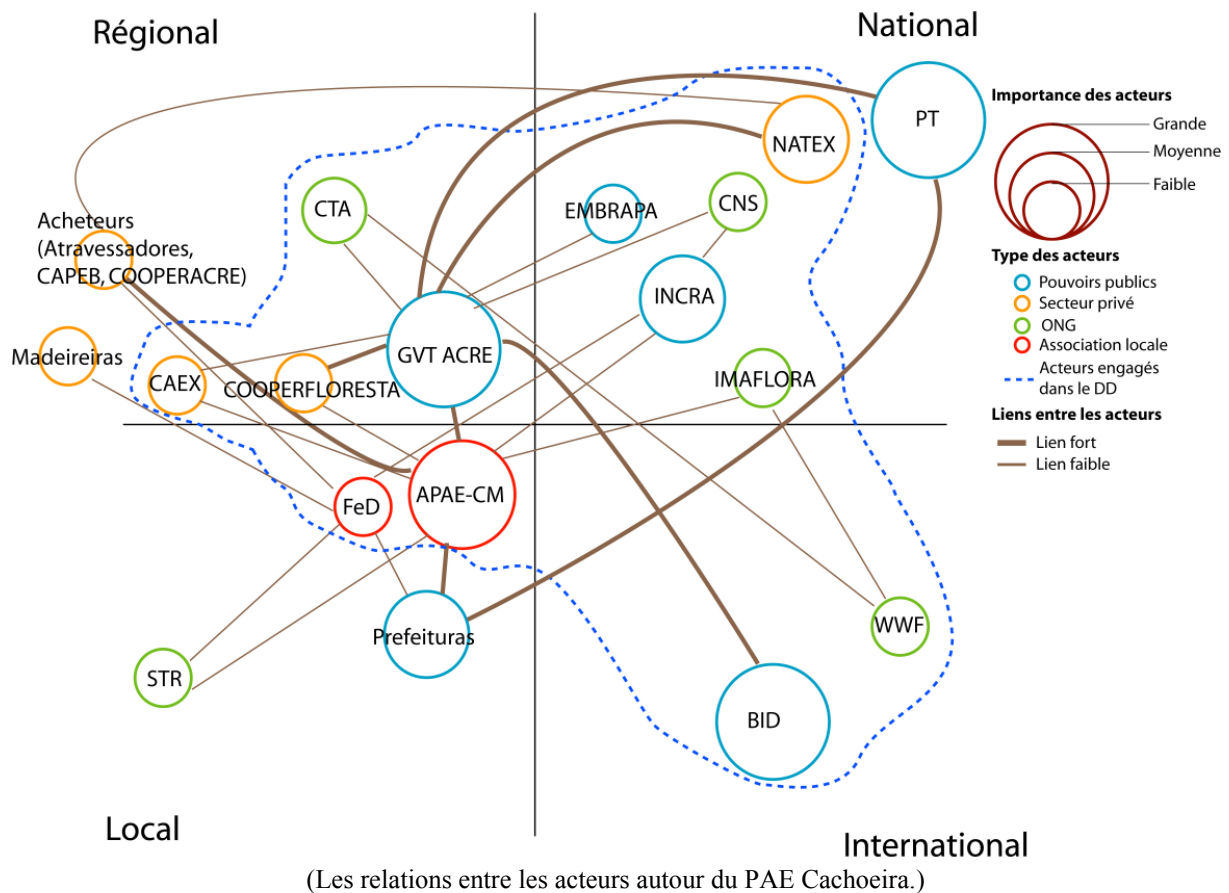 Régional
National
Importance des acteurs
Grande
Moyenne
Faible
PT
NATEX
CTA
EMBRAPA
CNS
Acheteurs
(Atravessadores,
CAPEB, COOPERACRE)
INCRA
Type des acteurs
Pouvoirs publics
Secteur privé
ONG
Association locale
Acteurs engagés
dans le DD
Liens entre les acteurs
Lien fort
Lien faible
Madeireiras
CAEX
COOPERFLORESTA
GVT ACRE
IMAFLORA
FeD
APAE-CM
Prefeituras
STR
WWF
BID
Local
International
(Les relations entre les acteurs autour du PAE Cachoeira.)